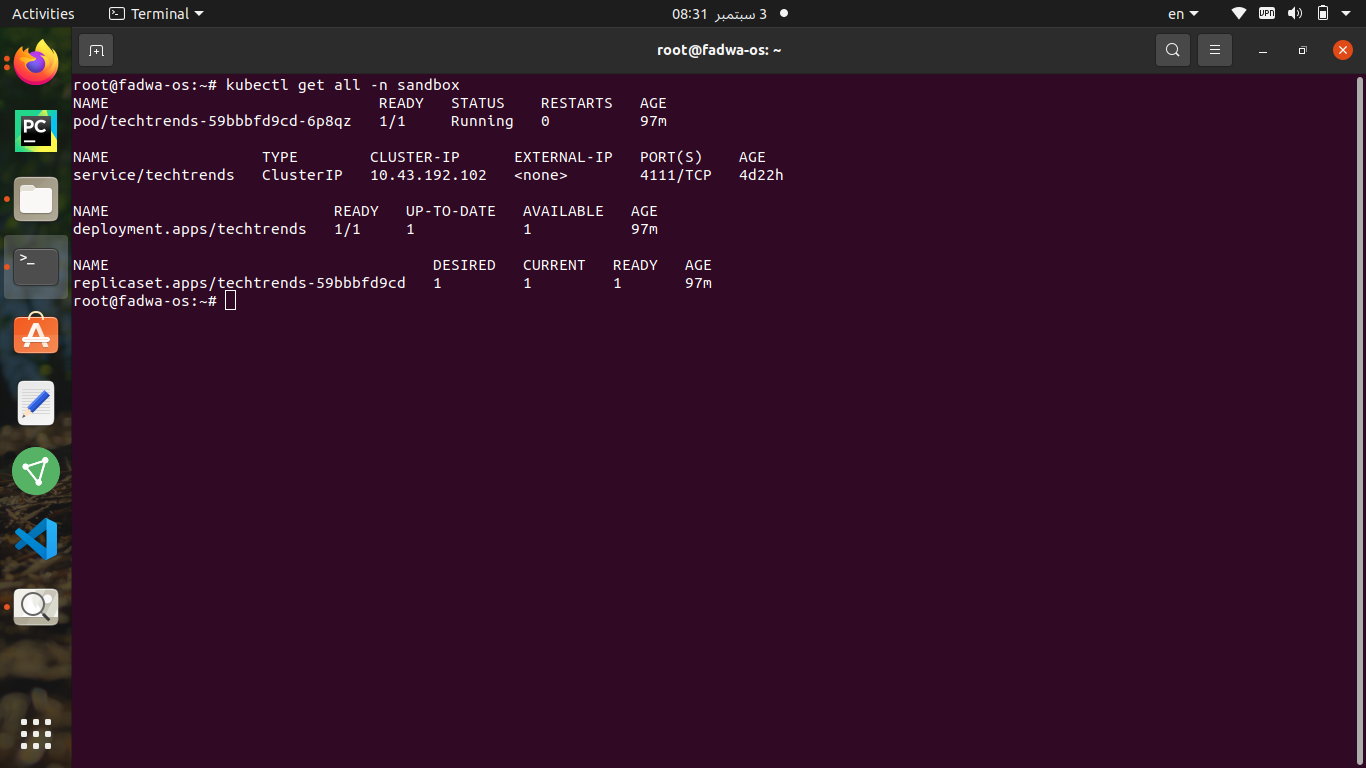 Activities Terminal 3 سبتمبر 08:31 en VPN
root@fadwa-os: ~
root@fadwa-os:~# kubectl get all -n sandbox
NAME READY STATUS RESTARTS AGE
pod/techtrends-59bbbfd9cd-6p8qz 1/1 Running 0 97m
NAME TYPE CLUSTER-IP EXTERNAL-IP PORT(S) AGE
service/techtrends ClusterIP 10.43.192.102 <none> 4111/TCP 4d22h
NAME READY UP-TO-DATE AVAILABLE AGE
deployment.apps/techtrends 1/1 1 1 97m
NAME DESIRED CURRENT READY AGE
replicaset.apps/techtrends-59bbbfd9cd 1 1 1 97m
root@fadwa-os:~#
PC
>_